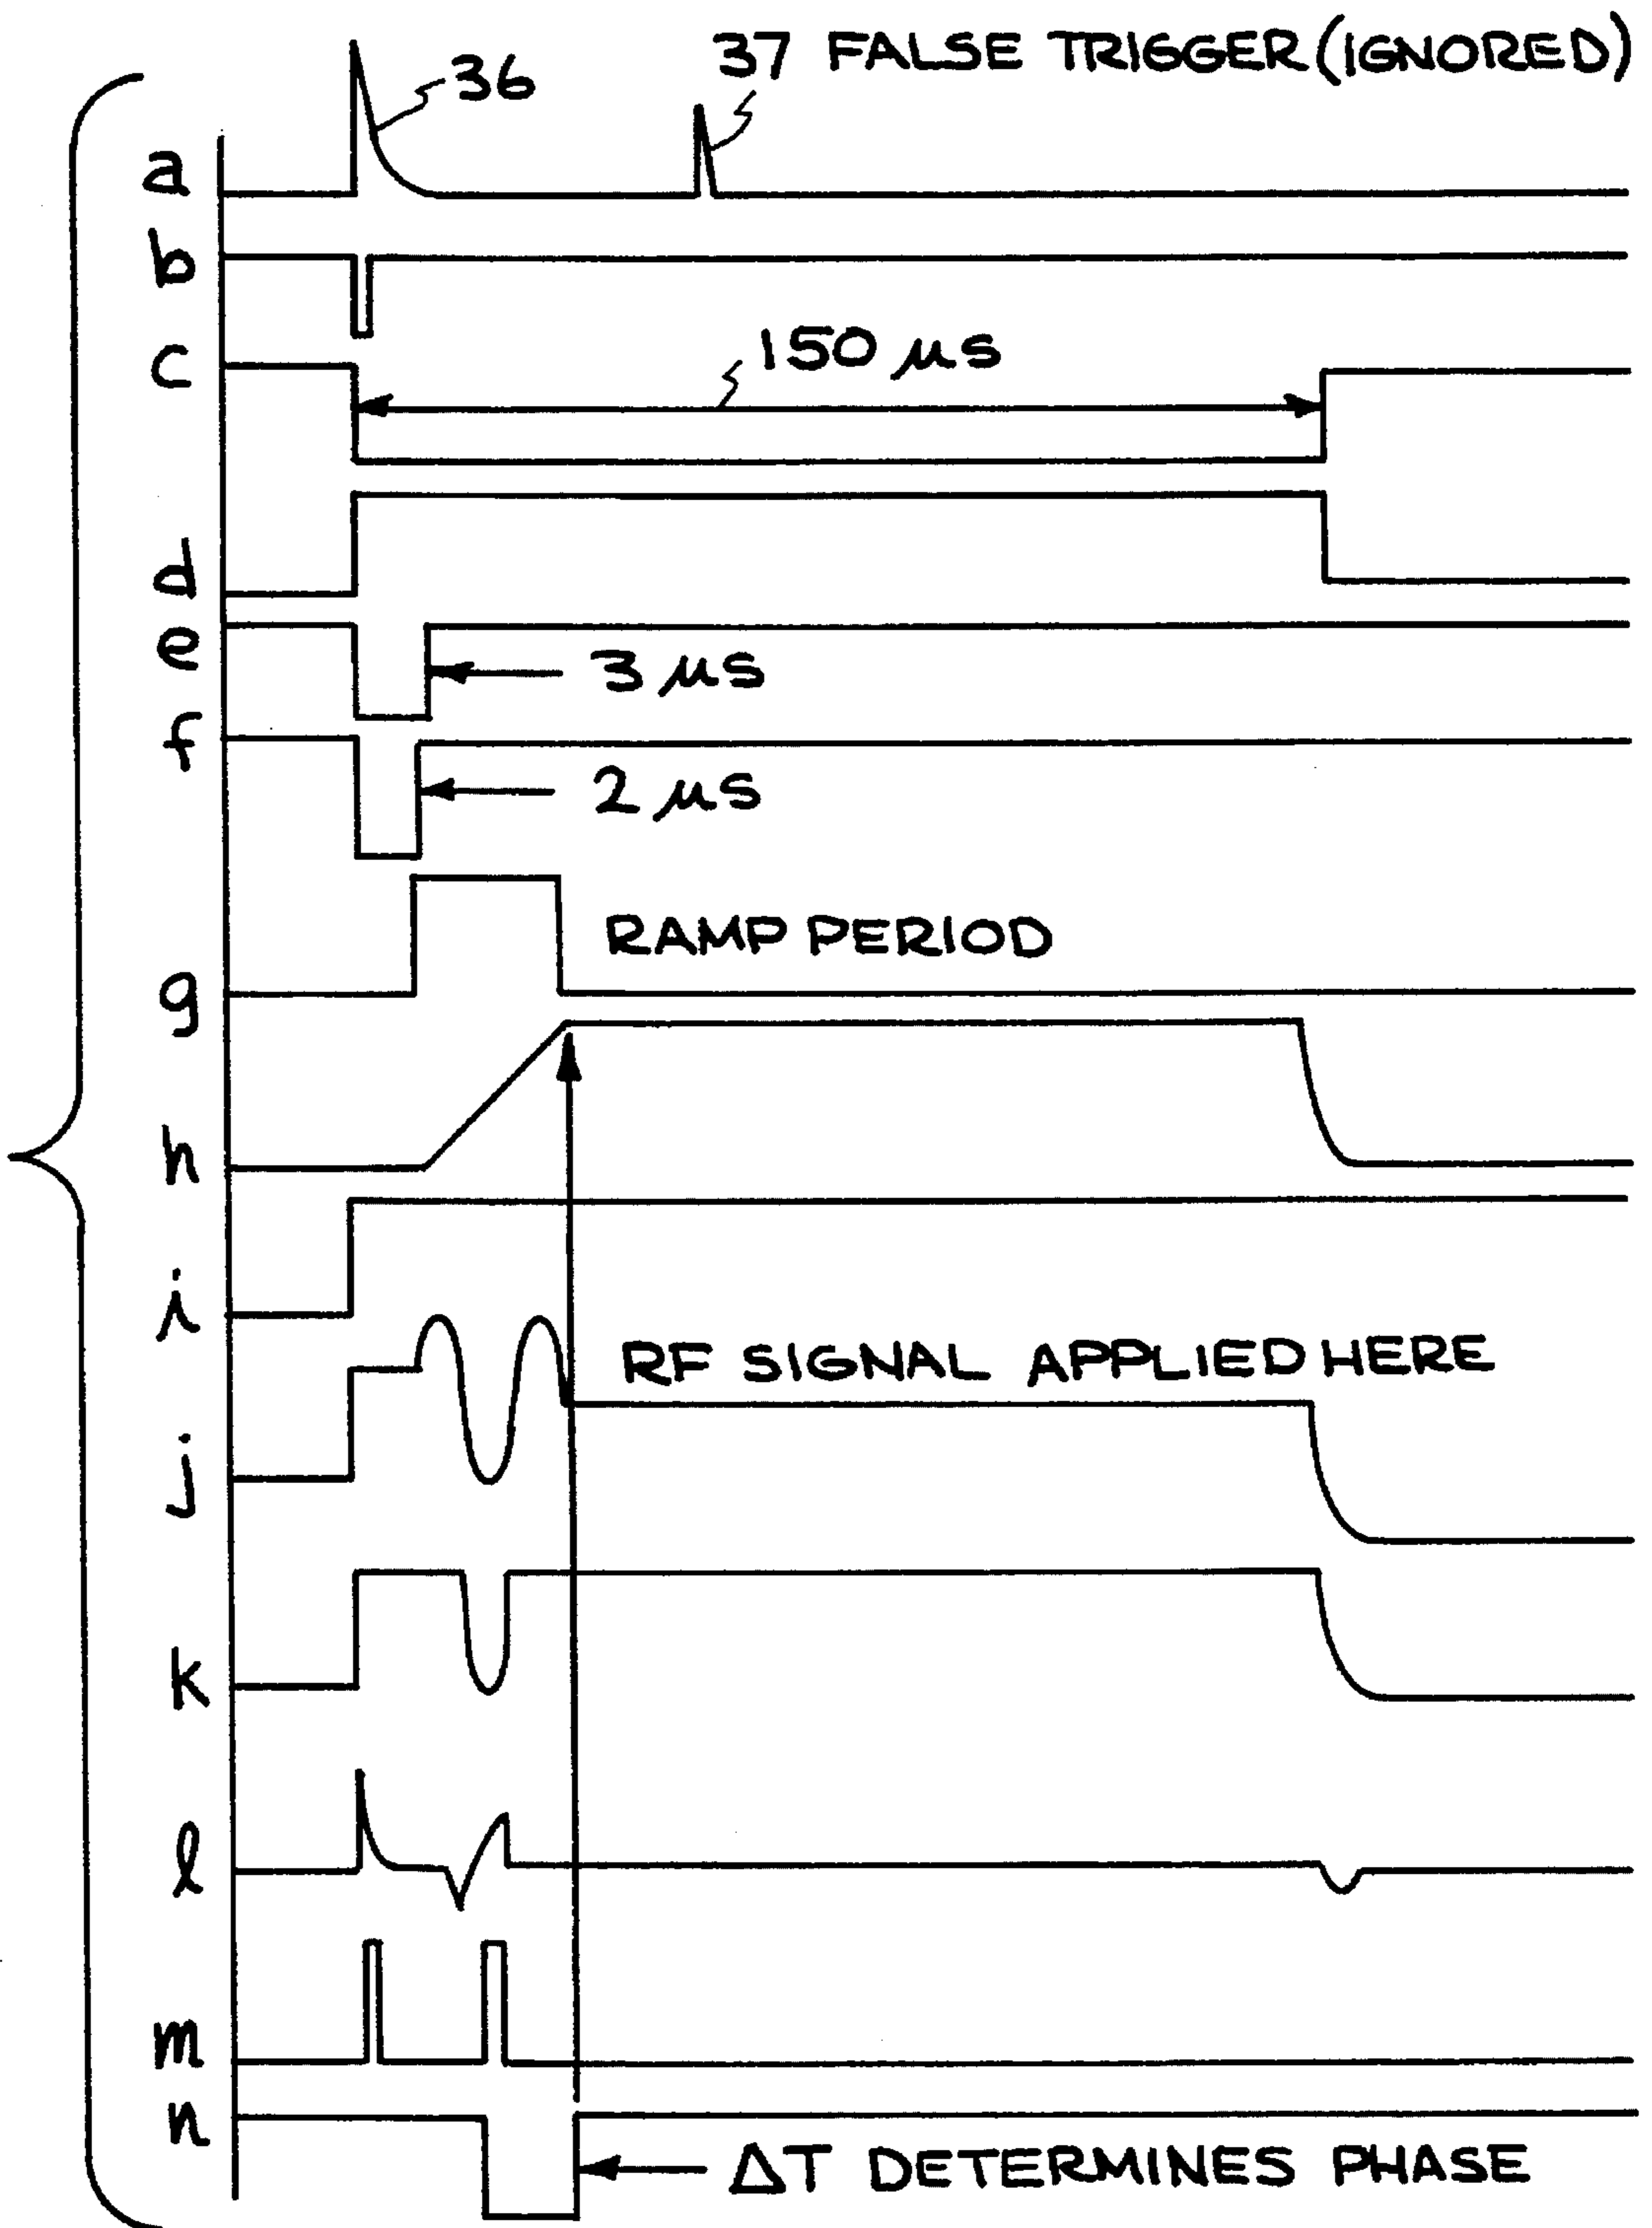 37 FALSE TRIGGER (IGNORED)
36
a
b
150 µs
c
d
e
3 µs
f
2 µs
RAMP PERIOD
g
h
i
RF SIGNAL APPLIED HERE
j
k
l
m
n
ΔT DETERMINES PHASE